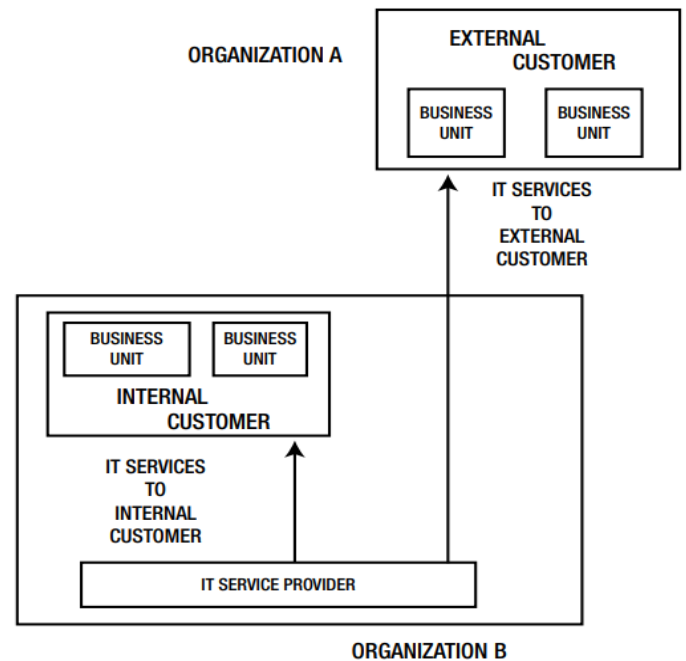 ORGANIZATION A
EXTERNAL
CUSTOMER
BUSINESS
UNIT
BUSINESS
UNIT
IT SERVICES
TO
EXTERNAL
CUSTOMER
BUSINESS
UNIT
BUSINESS
UNIT
INTERNAL
CUSTOMER
IT SERVICES
TO
INTERNAL
CUSTOMER
IT SERVICE PROVIDER
ORGANIZATION B